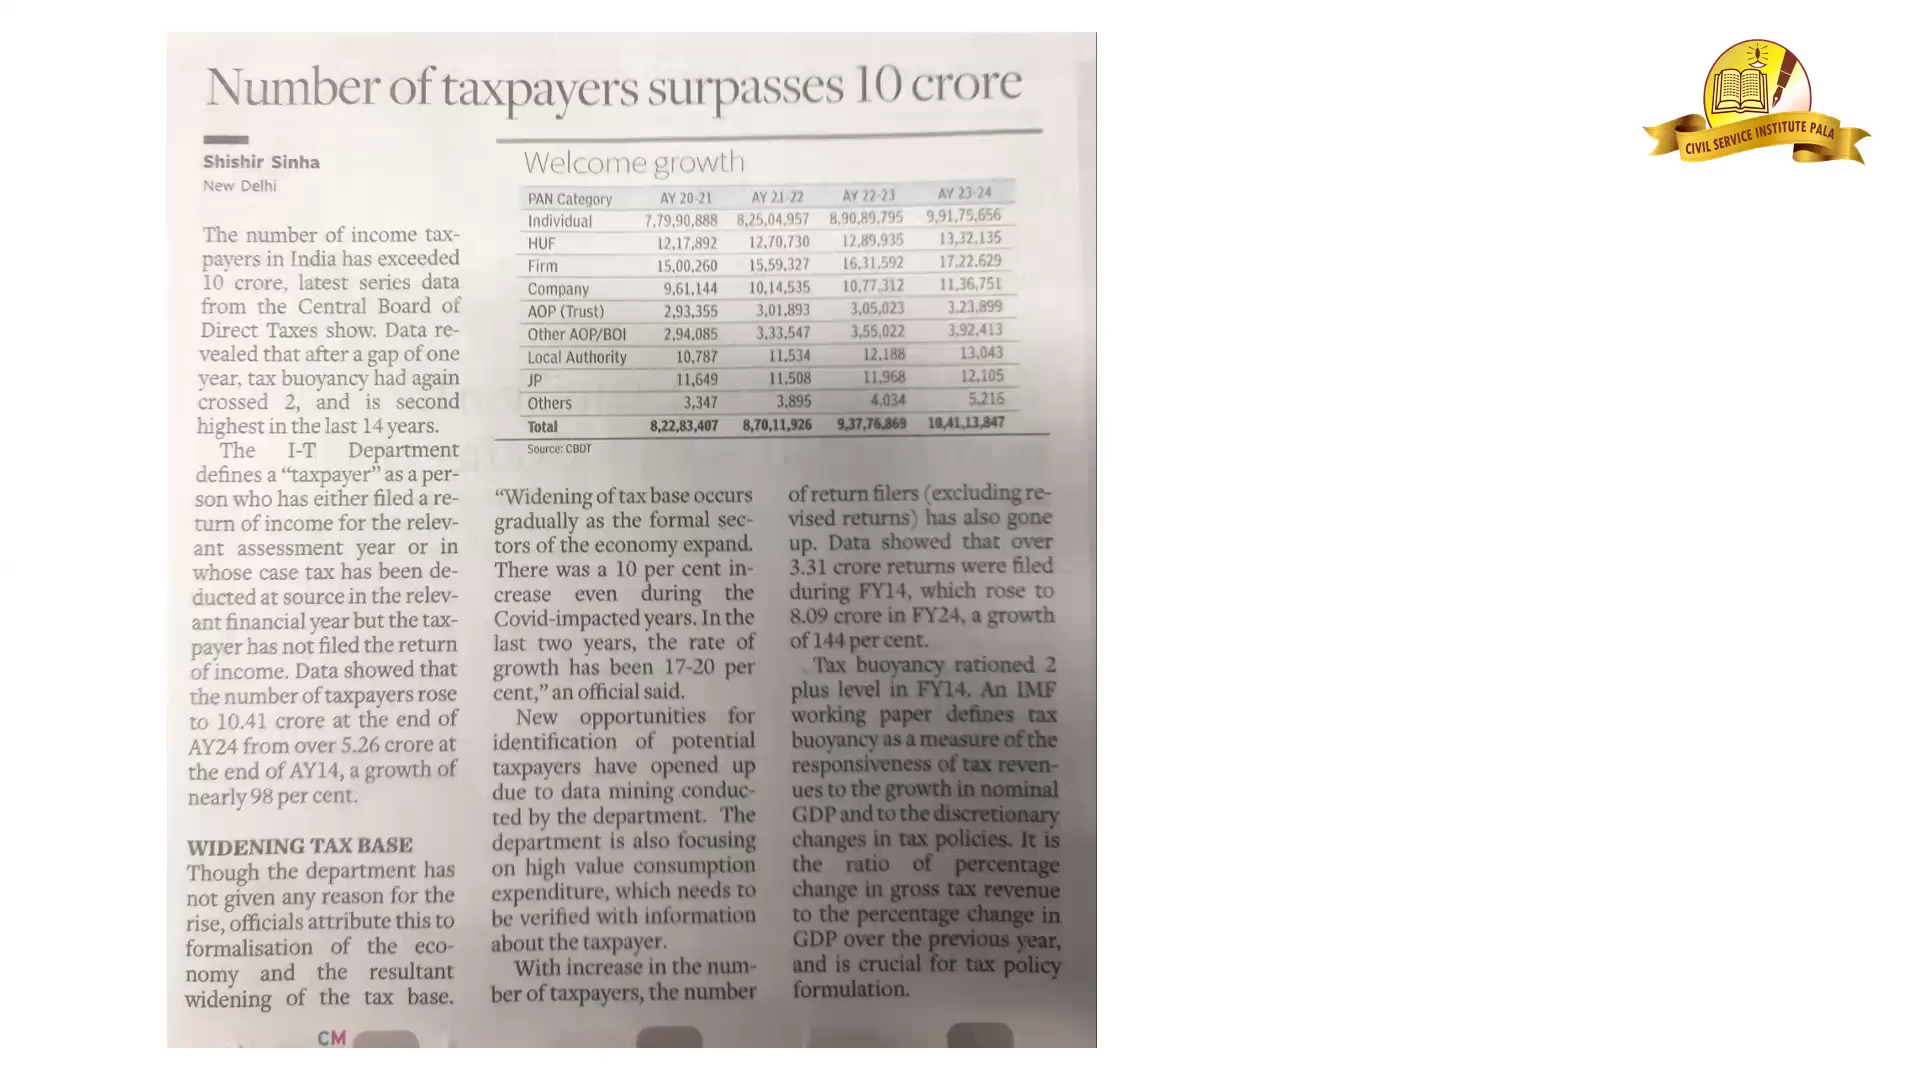 Number of taxpayers surpasses 10 crore
Shishir Sinha
New Delhi
The number of income tax-
payers in India has exceeded
10 crore, latest series data
from the Central Board of
Direct Taxes show. Data re-
vealed that after a gap of one
year, tax buoyancy had again
crossed 2, and is second
highest in the last 14 years.
The I-T Department
defines a “taxpayer” as a per-
son who has either filed a re-
turn of income for the relev-
ant assessment year or in
whose case tax has been de-
ducted at source in the relev-
ant financial year but the tax-
payer has not filed the return
of income. Data showed that
the number of taxpayers rose
to 10.41 crore at the end of
AY24 from over 5.26 crore at
the end of AY14, a growth of
nearly 98 per cent.
WIDENING TAX BASE
Though the department has
not given any reason for the
rise, officials attribute this to
formalisation of the eco-
nomy and the resultant
widening of the tax base.
Welcome growth
PAN Category AY 20-21 AY 21-22 AY 22-23 AY 23-24
Individual 7,79,90,888 8,25,04,957 8,90,89,795 9,91,75,656
HUF 12,17,892 12,70,730 12,89,935 13,32,135
Firm 15,00,260 15,59,327 16,31,592 17,22,629
Company 9,61,144 10,14,535 10,77,312 11,36,751
AOP (Trust) 2,93,355 3,01,893 3,05,023 3,23,899
Other AOP/BOI 2,94,085 3,33,547 3,55,022 3,92,413
Local Authority 10,787 11,534 12,188 13,043
JP 11,649 11,508 11,968 12,105
Others 3,347 3,895 4,034 5,216
Total 8,22,83,407 8,70,11,926 9,37,76,869 10,41,13,847
Source: CBDT
“Widening of tax base occurs
gradually as the formal sec-
tors of the economy expand.
There was a 10 per cent in-
crease even during the
Covid-impacted years. In the
last two years, the rate of
growth has been 17-20 per
cent,” an official said.
New opportunities for
identification of potential
taxpayers have opened up
due to data mining conduc-
ted by the department. The
department is also focusing
on high value consumption
expenditure, which needs to
be verified with information
about the taxpayer.
With increase in the num-
ber of taxpayers, the number
of return filers (excluding re-
vised returns) has also gone
up. Data showed that over
3.31 crore returns were filed
during FY14, which rose to
8.09 crore in FY24, a growth
of 144 per cent.
Tax buoyancy rationed 2
plus level in FY14. An IMF
working paper defines tax
buoyancy as a measure of the
responsiveness of tax reven-
ues to the growth in nominal
GDP and to the discretionary
changes in tax policies. It is
the ratio of percentage
change in gross tax revenue
to the percentage change in
GDP over the previous year,
and is crucial for tax policy
formulation.
CM
CIVIL SERVICE INSTITUTE PALA